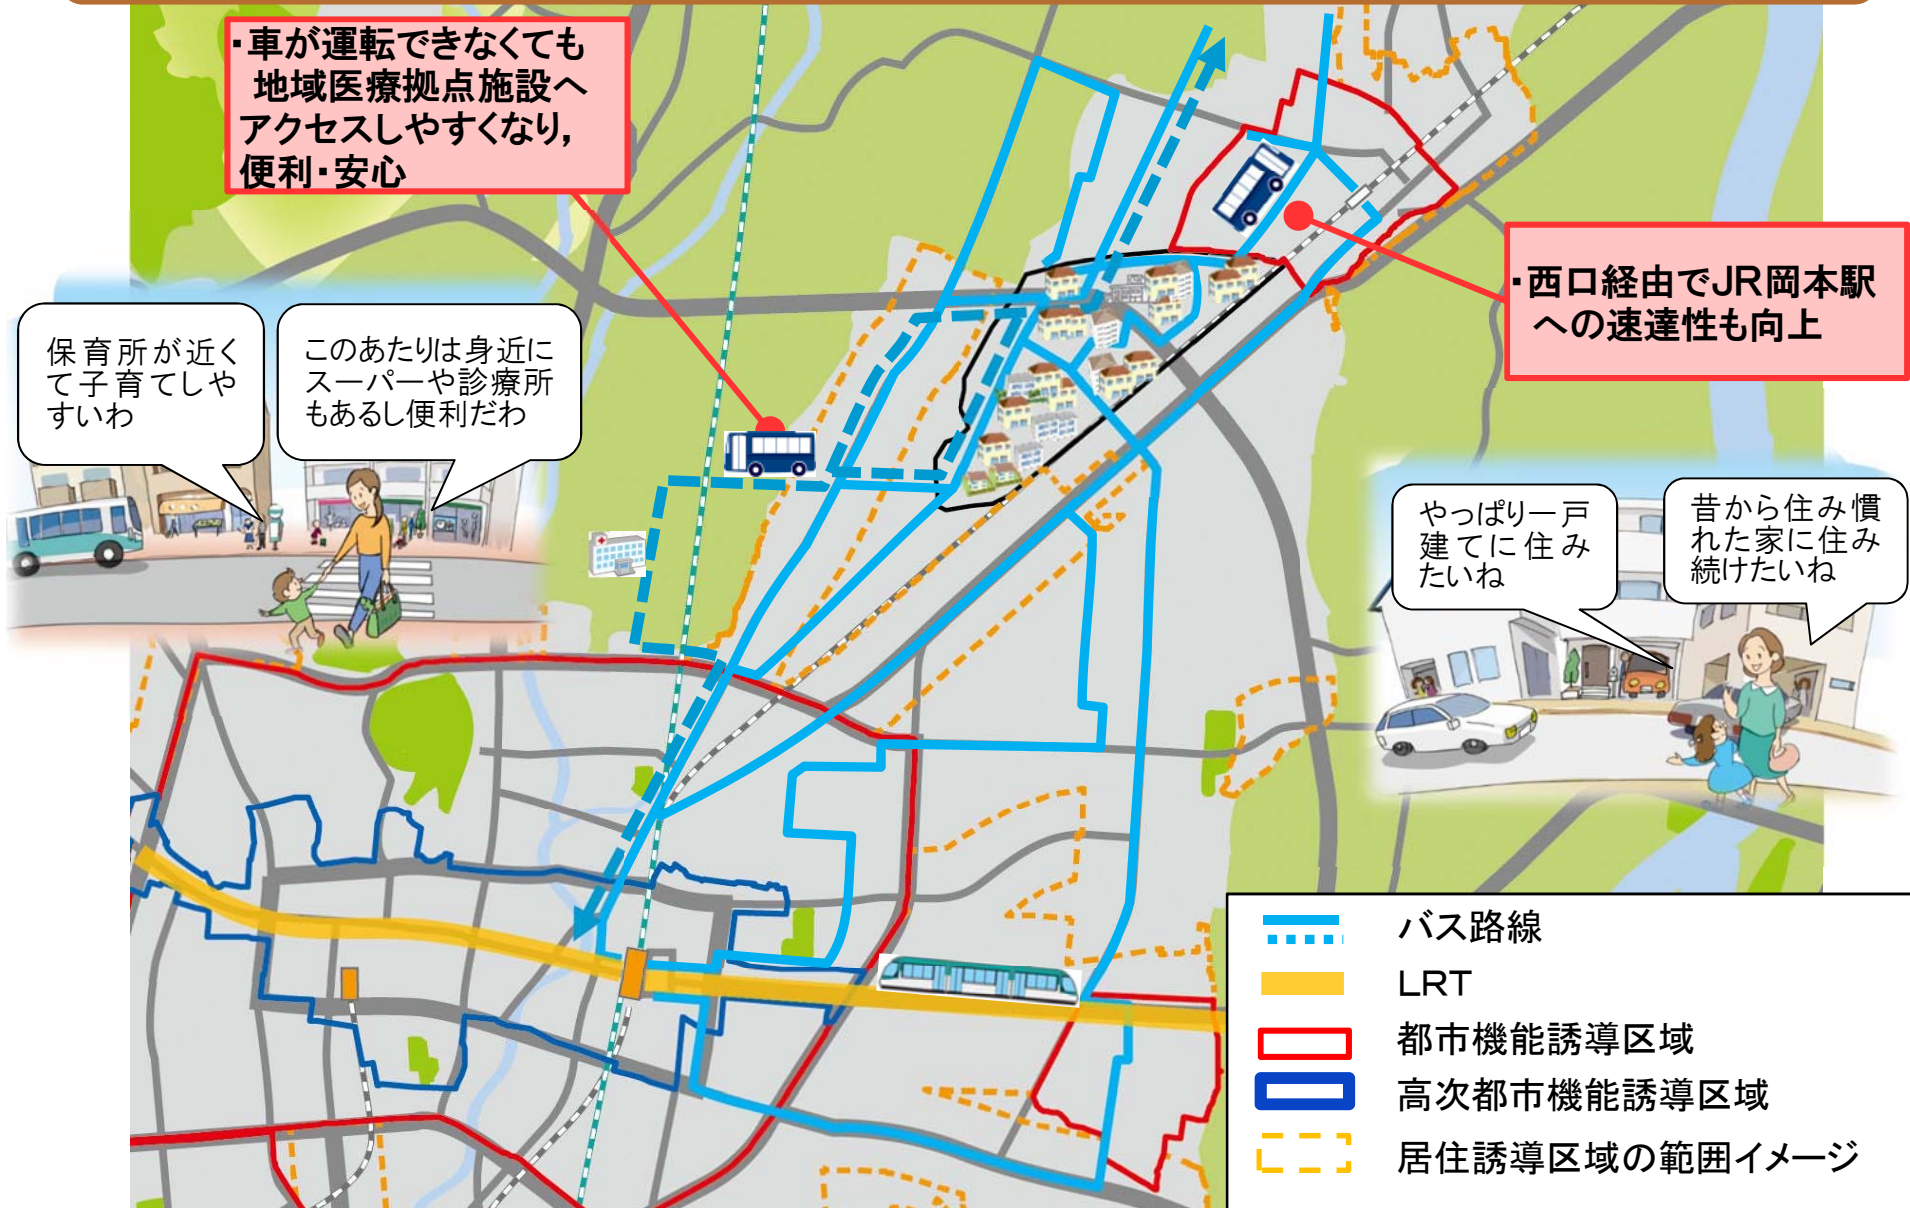 ・車が運転できなくても
地域医療拠点施設へ
アクセスしやすくなり，
便利・安心
・西口経由でJR岡本駅
への速達性も向上
保育所が近く
て子育てしや
すいわ
このあたりは身近に
スーパーや診療所
もあるし便利だわ
やっぱり一戸
建てに住み
たいね
昔から住み慣
れた家に住み
続けたいね
バス路線
ＬＲＴ
都市機能誘導区域
高次都市機能誘導区域
居住誘導区域の範囲イメージ